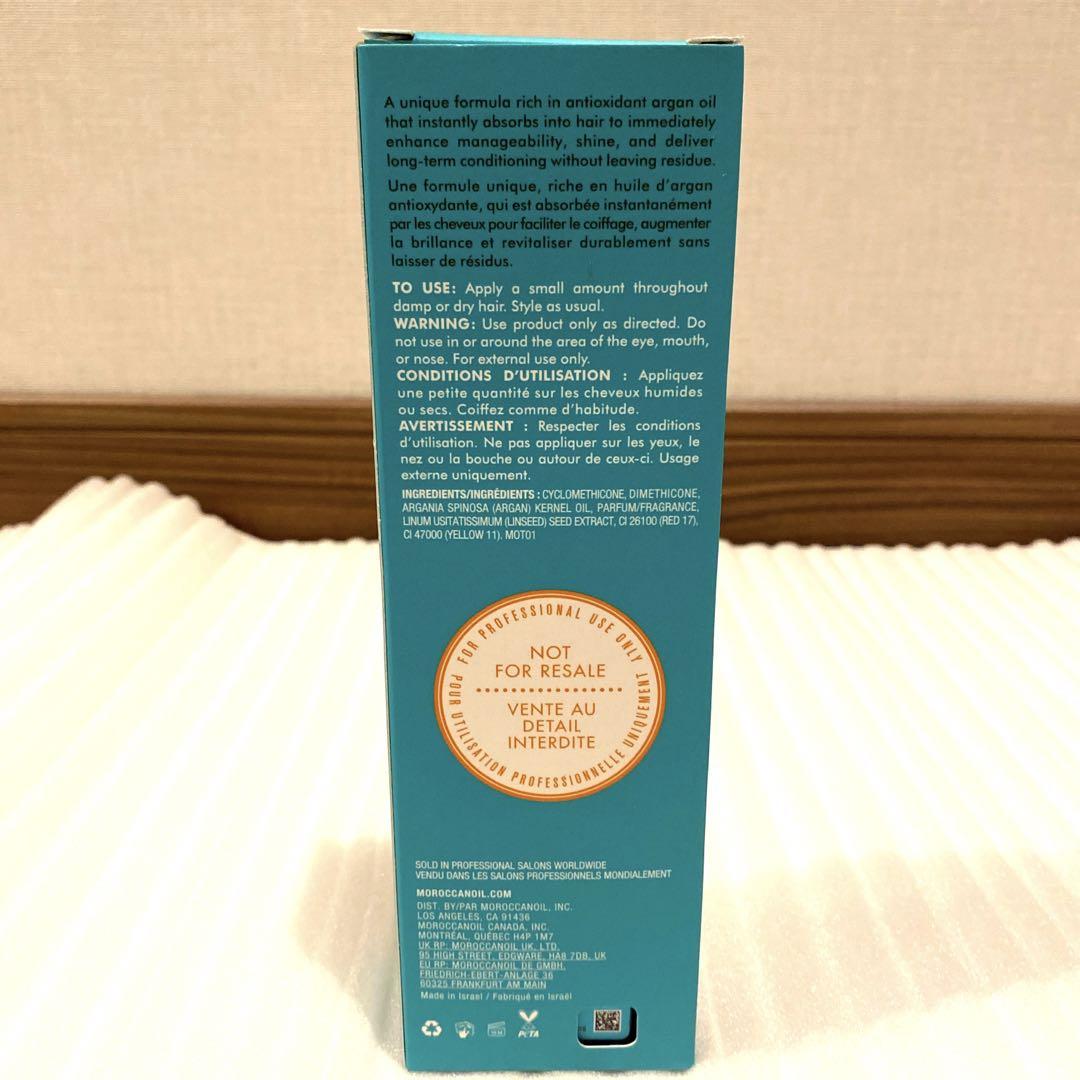 A unique formula rich in antioxidant argan oil
that instantly absorbs into hair to immediately
enhance manageability, shine, and deliver
long-term conditioning without leaving residue.
Une formule unique, riche en huile d'argan
antioxydante, qui est absorbée instantanément
par les cheveux pour faciliter le coiffage, augmenter
la brillance et revitaliser durablement sans
laisser de résidus.
TO USE: Apply a small amount throughout
damp or dry hair. Style as usual.
WARNING: Use product only as directed. Do
not use in or around the area of the eye, mouth,
or nose. For external use only.
CONDITIONS D'UTILISATION : Appliquez
une petite quantité sur les cheveux humides
ou secs. Coiffez comme d'habitude.
AVERTISSEMENT : Respecter les conditions
d'utilisation. Ne pas appliquer sur les yeux, le
nez ou la bouche ou autour de ceux-ci. Usage
externe uniquement.
INGREDIENTS/INGRÉDIENTS : CYCLOMETHICONE, DIMETHICONE,
ARGANIA SPINOSA (ARGAN) KERNEL OIL, PARFUM/FRAGRANCE,
LINUM USITATISSIMUM (LINSEED) SEED EXTRACT, CI 26100 (RED 17),
CI 47000 (YELLOW 11). MOT01
FOR PROFESSIONAL USE ONLY
NOT
FOR RESALE
VENTE AU
DETAIL
INTERDITE
POUR UTILISATION PROFESSIONNELLE UNIQUEMENT
SOLD IN PROFESSIONAL SALONS WORLDWIDE
VENDU DANS LES SALONS PROFESSIONNELS MONDIALEMENT
MOROCCANOIL.COM
DIST. BY/PAR MOROCCANOIL, INC.
LOS ANGELES, CA 91436
MOROCCANOIL CANADA, INC.
MONTRÉAL, QUÉBEC H4P 1M7
UK RP: MOROCCANOIL UK, LTD.
95 HIGH STREET, EDGWARE, HA8 7DB, UK
EU RP: MOROCCANOIL DE GMBH.
FRIEDRICH-EBERT-ANLAGE 36
60325 FRANKFURT AM MAIN
Made in Israel / Fabriqué en Israël
PETA